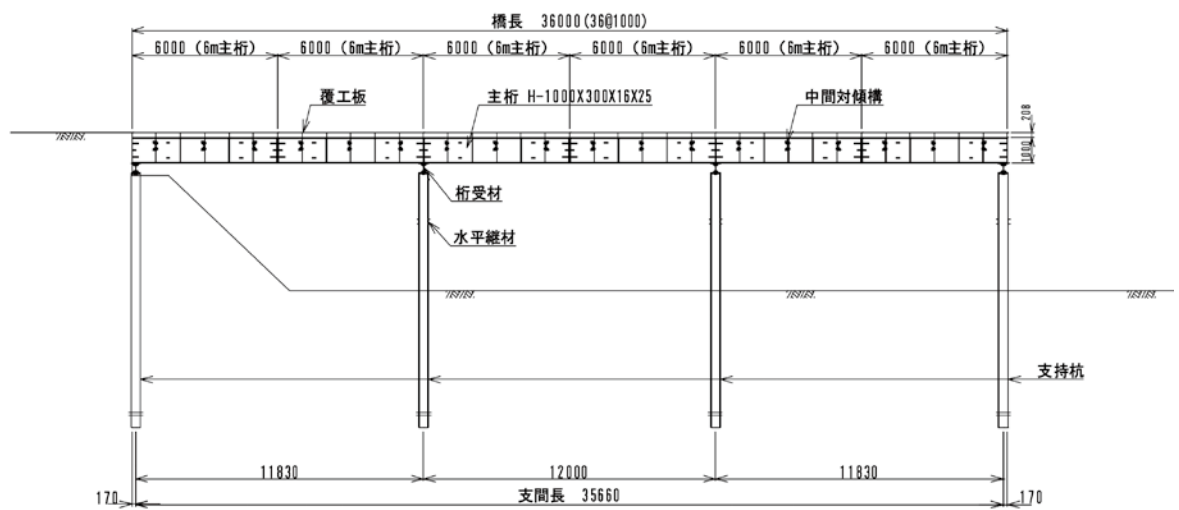 橋長 36000(36@1000)
6000 (6m主桁) 6000 (6m主桁) 6000 (6m主桁) 6000 (6m主桁) 6000 (6m主桁) 6000 (6m主桁)
覆工板 主桁 H-1000X300X16X25 中間対傾構
208
1000
桁受材
水平継材
支持杭
11830 12000 11830
170 支間長 35660 170